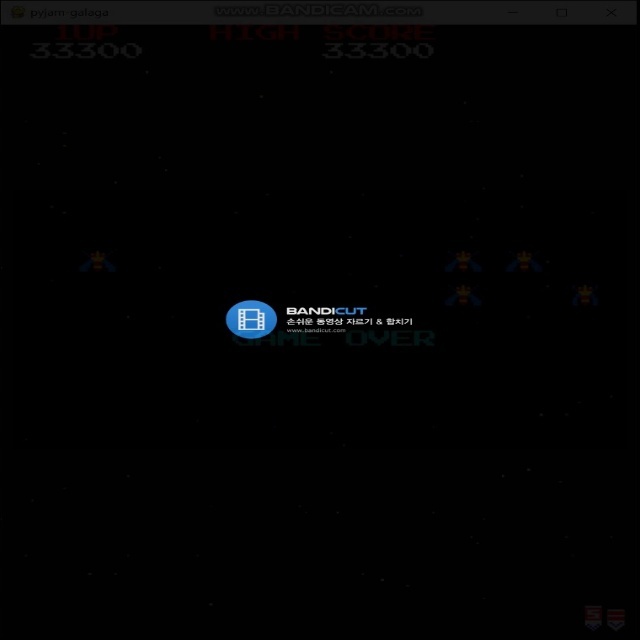 pyjam-galaga
www.BANDICAM.com
1UP HIGH SCORE
33300 33300
BANDICUT
손쉬운 동영상 자르기 & 합치기
www.bandicut.com
GAME OVER